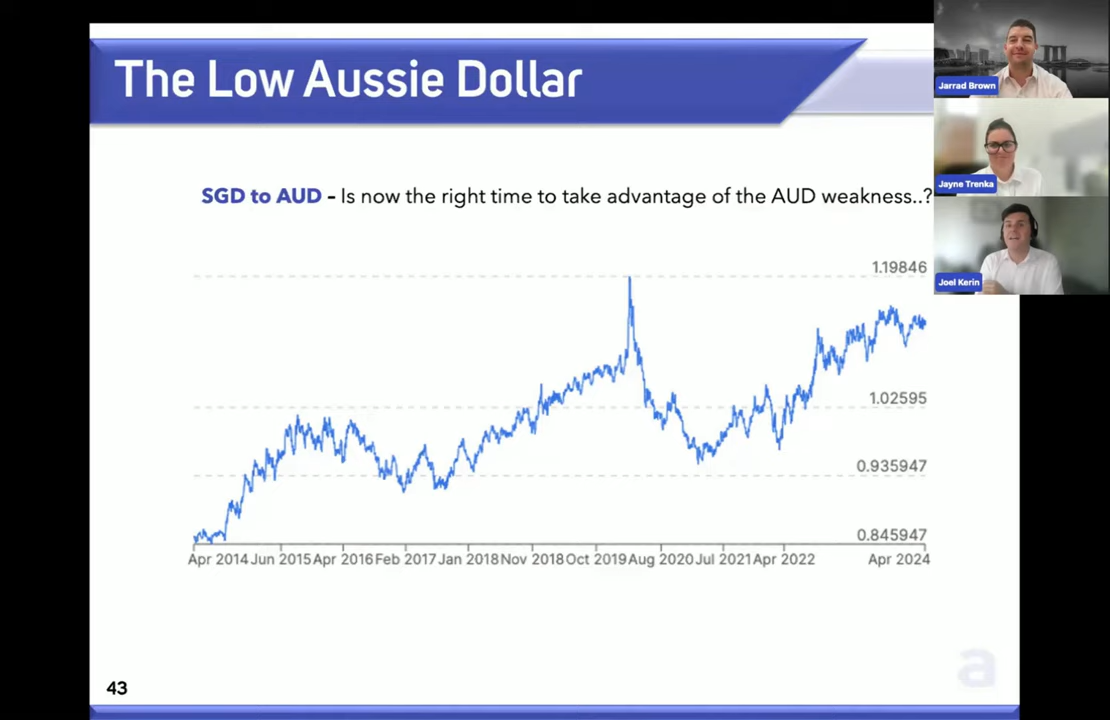 The Low Aussie Dollar
Jarrad Brown
Jayne Trenka
SGD to AUD - Is now the right time to take advantage of the AUD weakness..?
Joel Kerin
1.19846
1.02595
0.935947
0.845947
Apr 2014 Jun 2015 Apr 2016 Feb 2017 Jan 2018 Nov 2018 Oct 2019 Aug 2020 Jul 2021 Apr 2022 Apr 2024
a
43